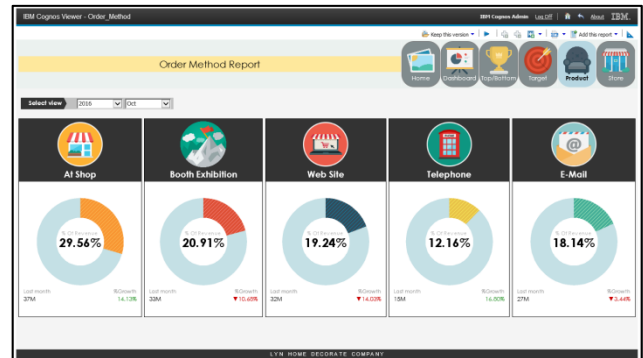 IBM Cognos Viewer - Order_Method
IBM Cognos Admin Log Off About IBM.
Keep this version Add this report
Order Method Report
Home Dashboard Top/Bottom Target Product Store
Select view 2016 Oct
At Shop Booth Exhibition Web Site Telephone E-Mail
% Of Revenue % Of Revenue % Of Revenue % Of Revenue % Of Revenue
29.56% 20.91% 19.24% 12.16% 18.14%
Last month %Growth Last month %Growth Last month %Growth Last month %Growth Last month %Growth
37M 14.13% 33M ▼10.48% 32M ▼14.03% 15M 14.80% 27M ▼3.44%
LYN HOME DECORATE COMPANY